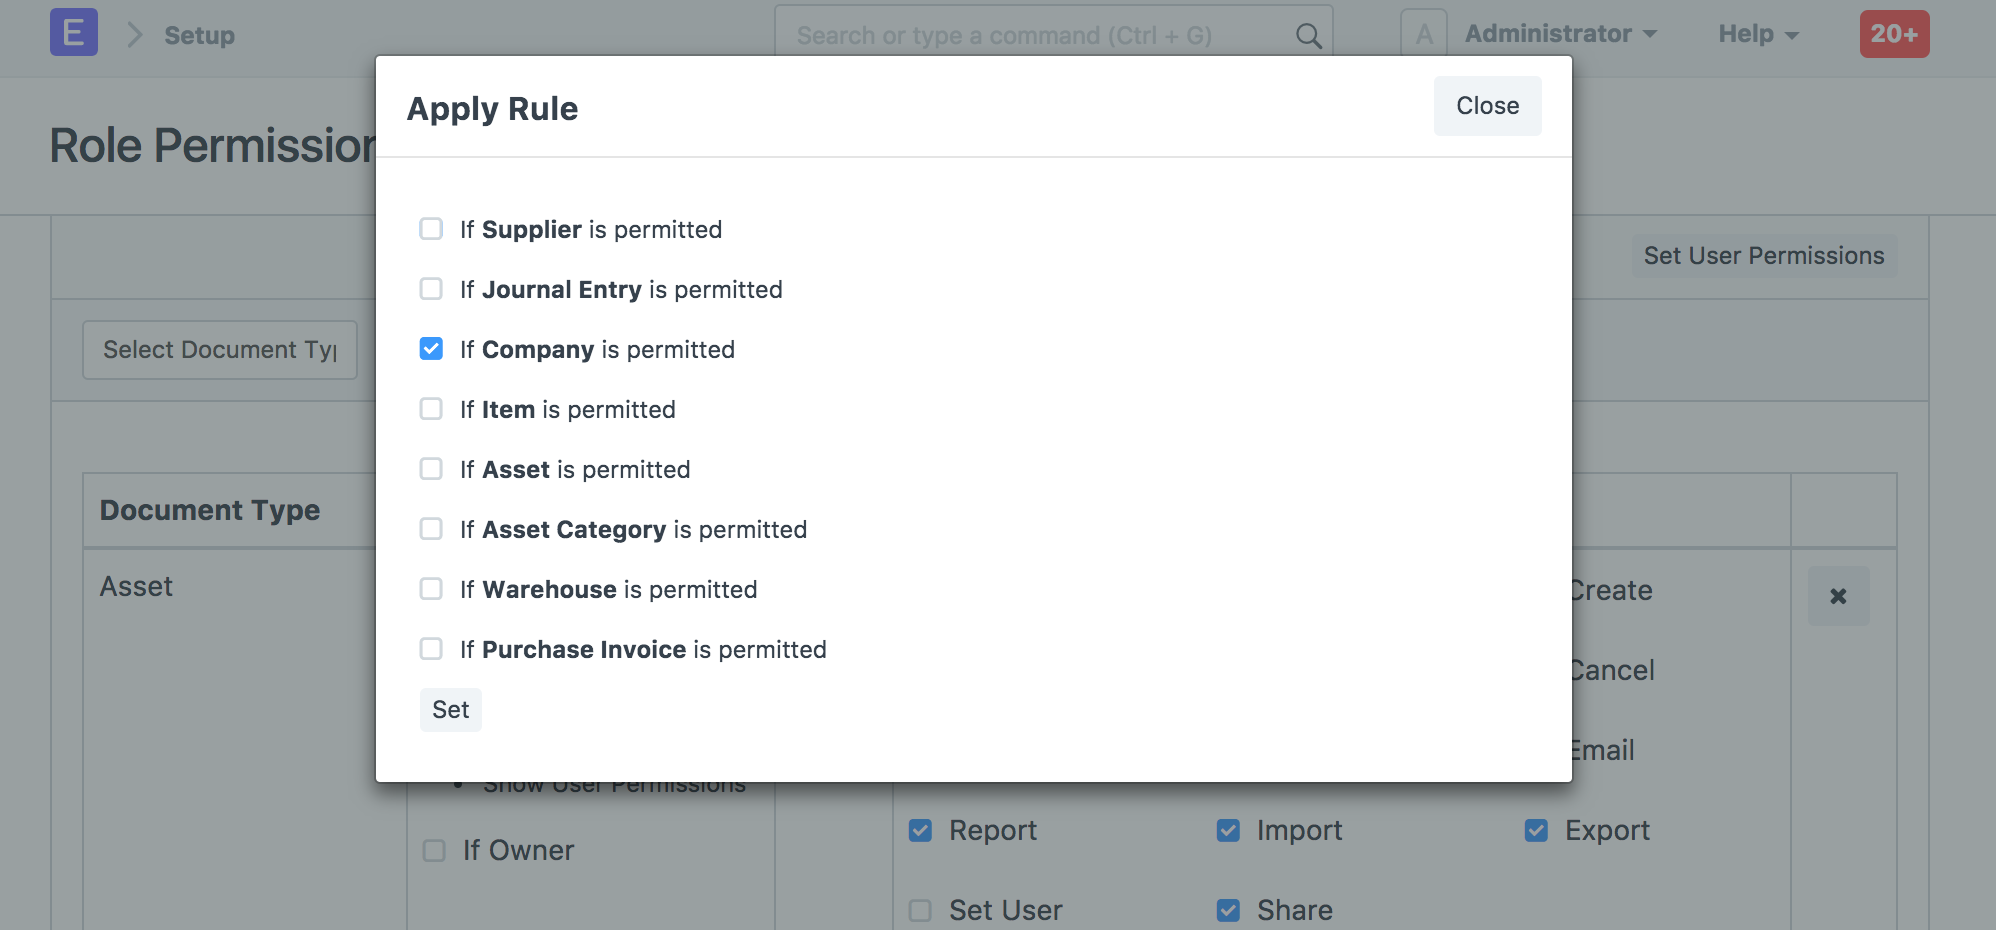 E
Setup
Search or type a command (Ctrl + G)
A
Administrator
Help
20+
Role Permission
Apply Rule
Close
If Supplier is permitted
If Journal Entry is permitted
If Company is permitted
If Item is permitted
If Asset is permitted
If Asset Category is permitted
If Warehouse is permitted
If Purchase Invoice is permitted
Set
Set User Permissions
Select Document Ty
Document Type
Asset
Create
Cancel
Email
Show User Permissions
If Owner
Report
Import
Export
Set User
Share